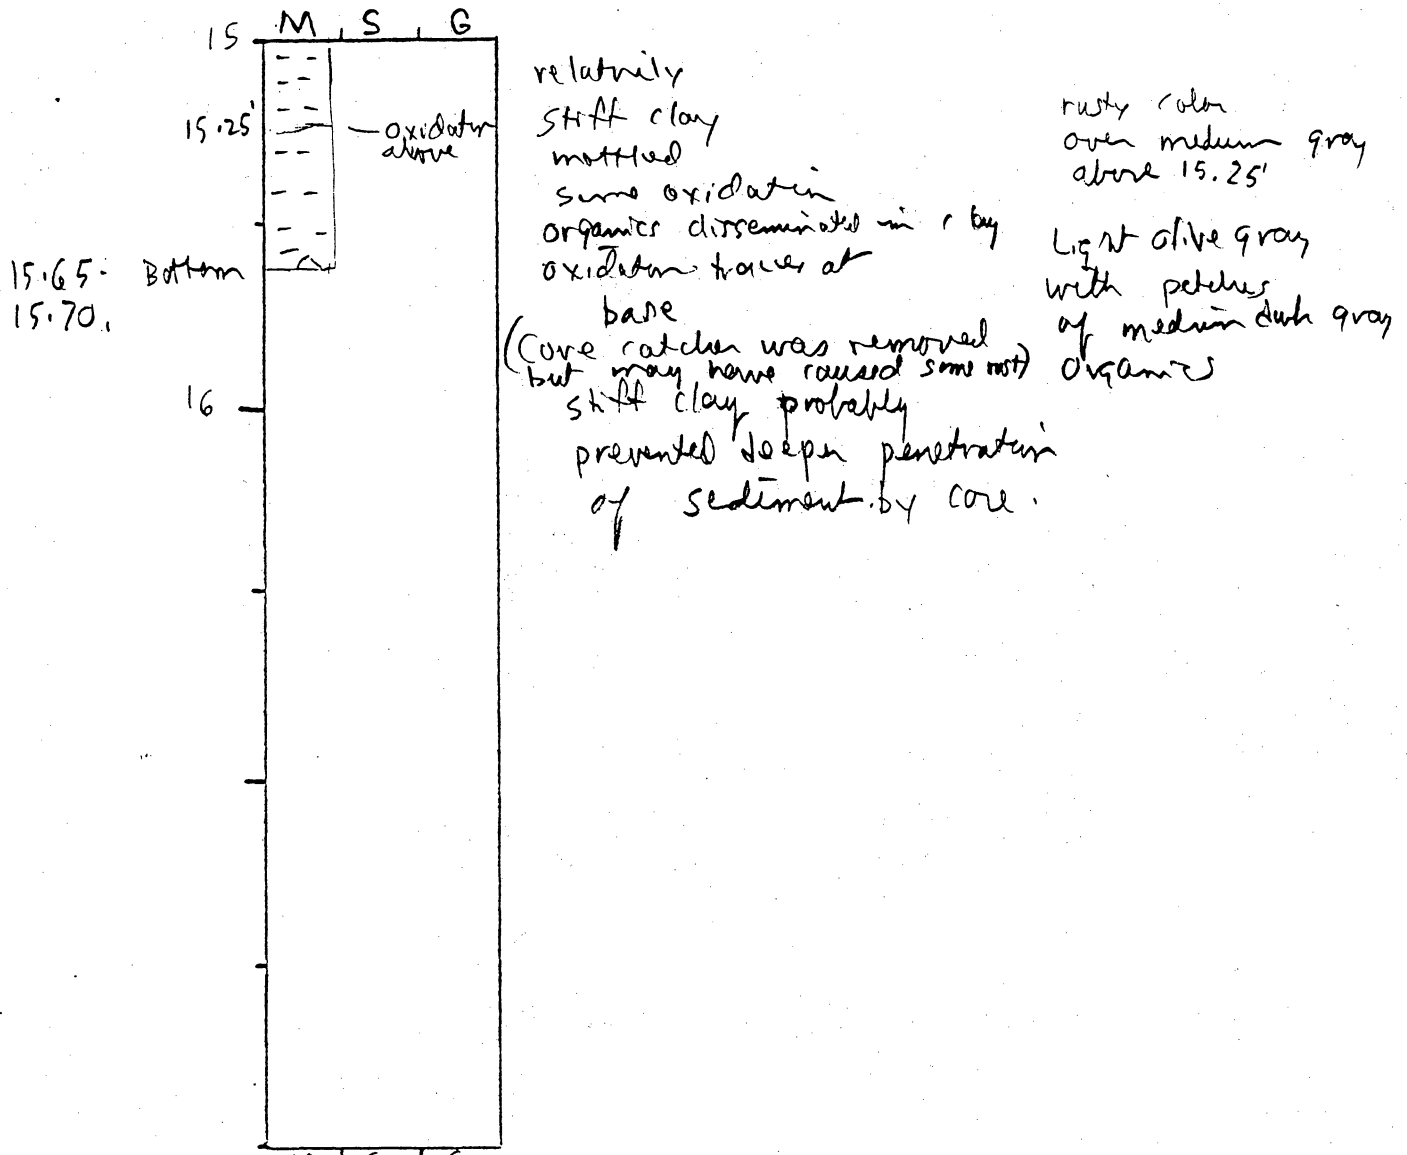 M S G
15
15.25'
oxidation
above
15.65- Bottom
15.70.
16
relatively
stiff clay
mottled
some oxidation
organics disseminated in clay
oxidation traces at
base
(Core catcher was removed
but may have caused some rust)
stiff clay probably
prevented deeper penetration
of sediment by core.
rusty color
over medium gray
above 15.25'
Light olive gray
with patches
of medium dark gray
organics